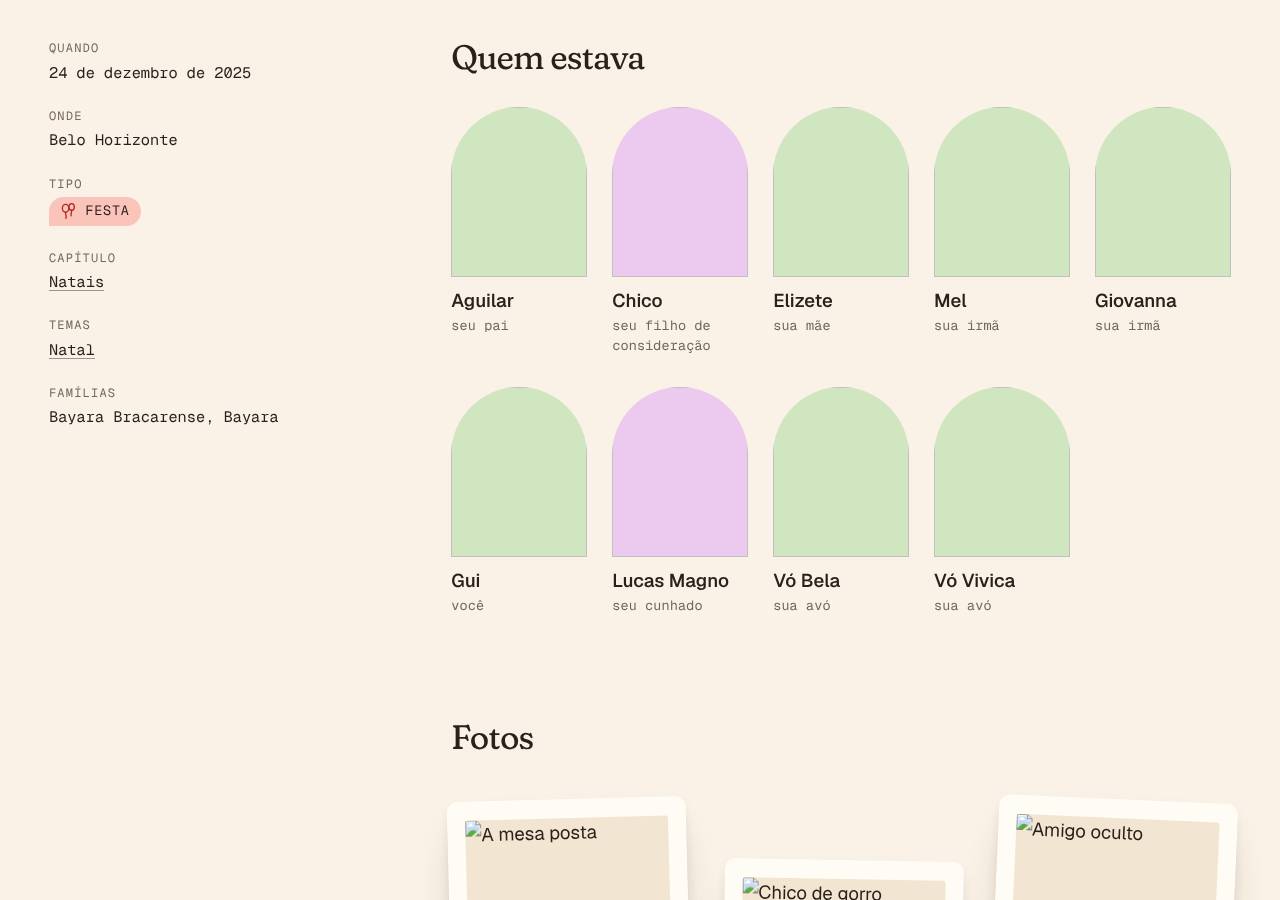 QUANDO
24 de dezembro de 2025
ONDE
Belo Horizonte
TIPO
FESTA
CAPÍTULO
Natais
TEMAS
Natal
FAMÍLIAS
Bayara Bracarense, Bayara
Quem estava
Aguilar
seu pai
Chico
seu filho de
consideração
Elizete
sua mãe
Mel
sua irmã
Giovanna
sua irmã
Gui
você
Lucas Magno
seu cunhado
Vó Bela
sua avó
Vó Vivica
sua avó
Fotos
A mesa posta
Chico de gorro
Amigo oculto